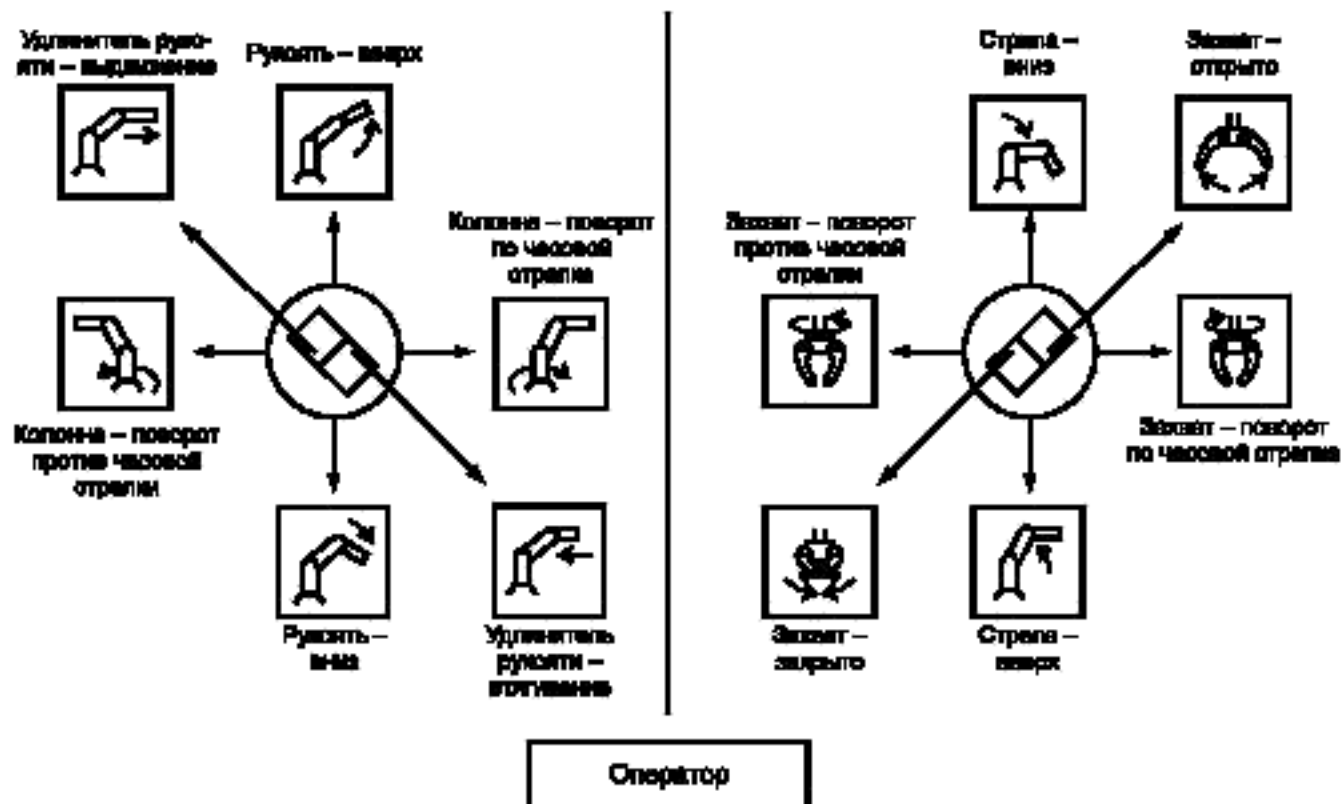 Удлинитель руко-
яти – выдвижение
Рукоять – вверх
Колонна – поворот
по часовой
стрелке
Колонна – поворот
против часовой
стрелки
Рукоять –
вниз
Удлинитель
рукояти –
втягивание
Стрела –
вниз
Захват –
открыто
Захват – поворот
против часовой
стрелки
Захват – поворот
по часовой стрелке
Захват –
закрыто
Стрела –
вверх
Оператор